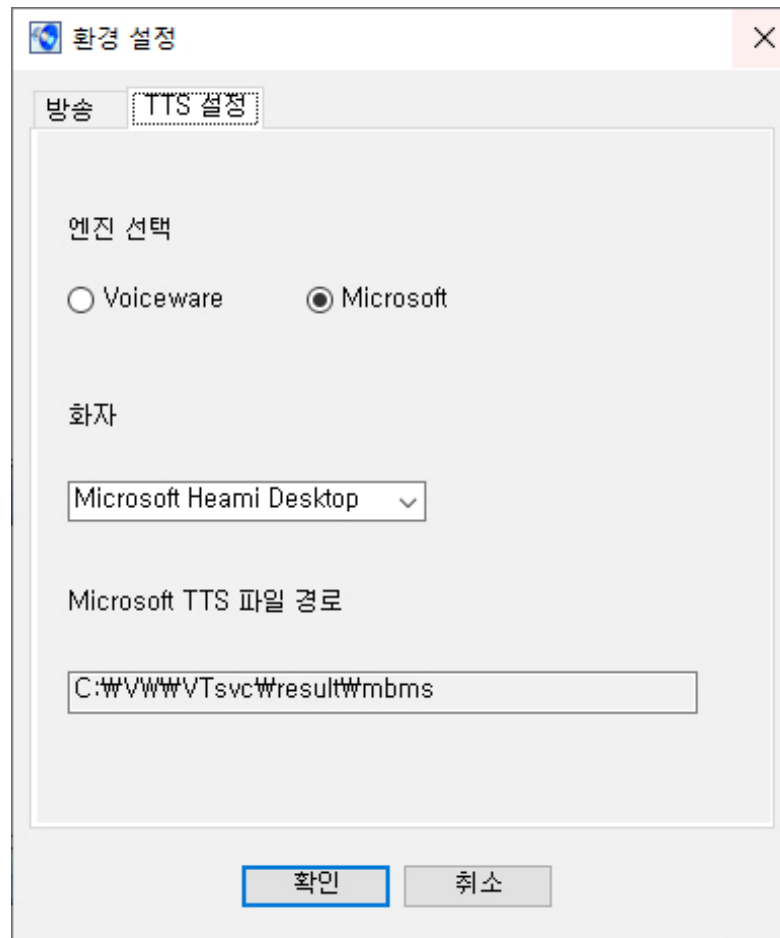 환경 설정
방송 TTS 설정
엔진 선택
Voiceware Microsoft
화자
Microsoft Heami Desktop
Microsoft TTS 파일 경로
C:₩VW₩VTsvc₩result₩mbms
확인 취소